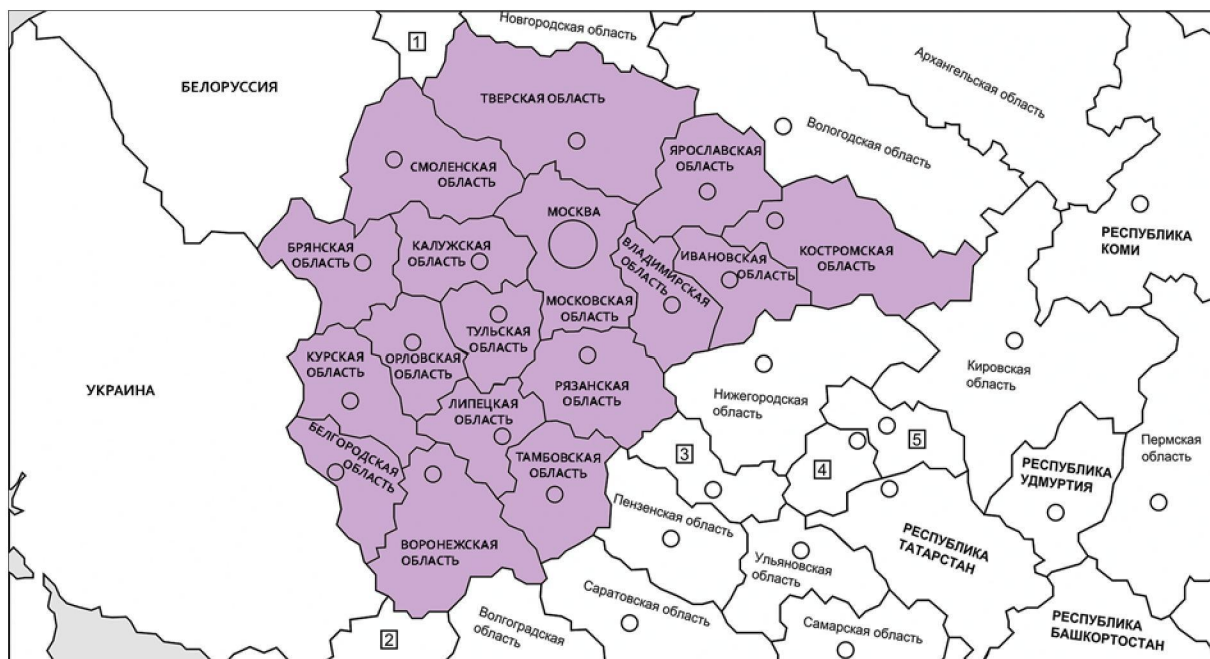 Новгородская область
1
БЕЛОРУССИЯ
ТВЕРСКАЯ ОБЛАСТЬ
Архангельская область
Вологодская область
ЯРОСЛАВСКАЯ
ОБЛАСТЬ
СМОЛЕНСКАЯ
ОБЛАСТЬ
МОСКВА
РЕСПУБЛИКА
КОМИ
БРЯНСКАЯ
ОБЛАСТЬ
КАЛУЖСКАЯ
ОБЛАСТЬ
ВЛАДИМИРСКАЯ
ОБЛАСТЬ
ИВАНОВСКАЯ
ОБЛАСТЬ
КОСТРОМСКАЯ
ОБЛАСТЬ
МОСКОВСКАЯ
ОБЛАСТЬ
ТУЛЬСКАЯ
ОБЛАСТЬ
КУРСКАЯ
ОБЛАСТЬ
ОРЛОВСКАЯ
ОБЛАСТЬ
РЯЗАНСКАЯ
ОБЛАСТЬ
Кировская
область
УКРАИНА
Нижегородская
область
ЛИПЕЦКАЯ
ОБЛАСТЬ
БЕЛГОРОДСКАЯ
ОБЛАСТЬ
ТАМБОВСКАЯ
ОБЛАСТЬ
3
4
5
Пермская
область
РЕСПУБЛИКА
УДМУРТИЯ
Пензенская область
ВОРОНЕЖСКАЯ
ОБЛАСТЬ
РЕСПУБЛИКА
ТАТАРСТАН
Ульяновская
область
Саратовская область
2
Волгоградская
область
Самарская область
РЕСПУБЛИКА
БАШКОРТОСТАН